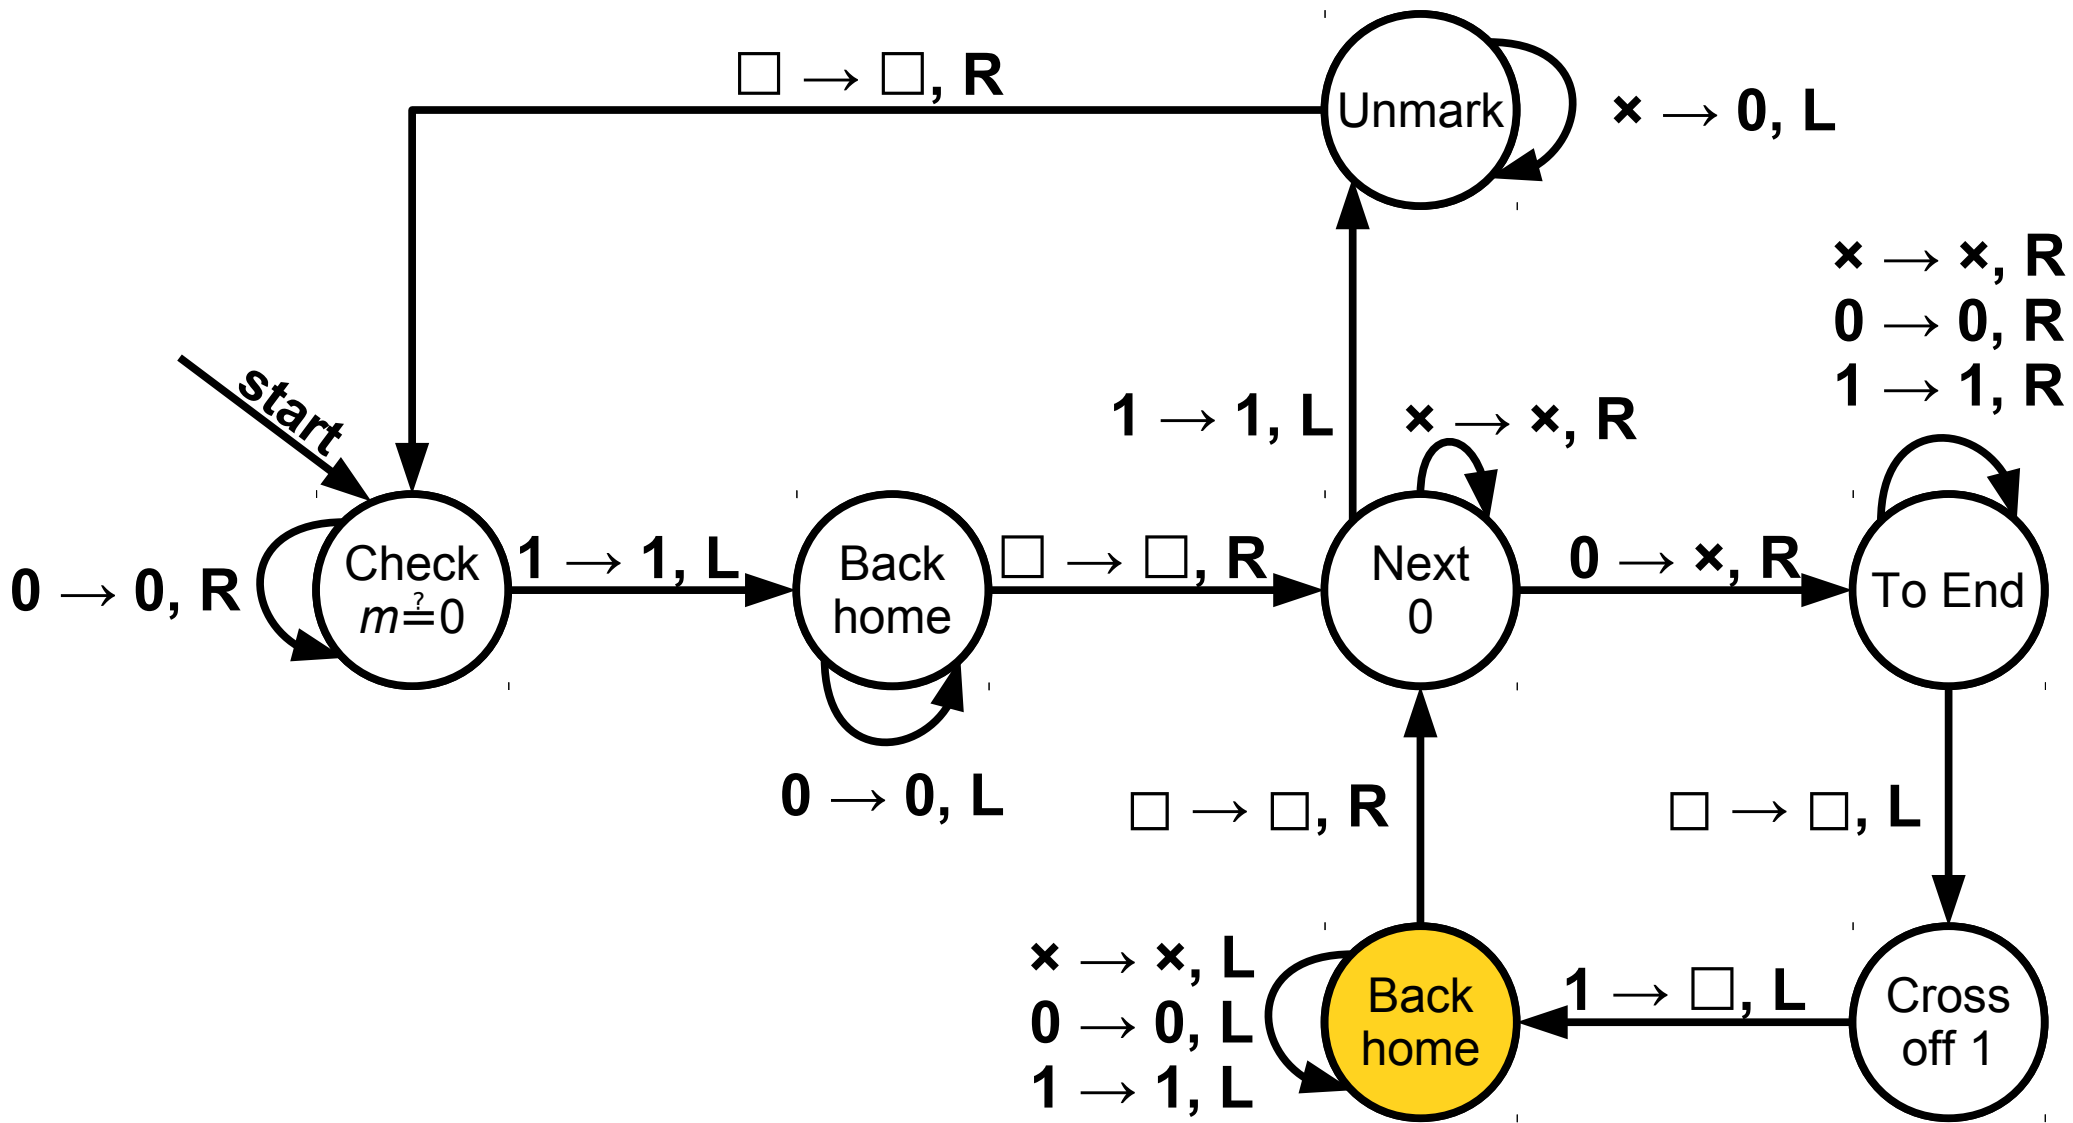 □ → □, R
Unmark
× → 0, L
× → ×, R
0 → 0, R
1 → 1, R
start
1 → 1, L
× → ×, R
0 → 0, R
Check
m≟0
1 → 1, L
Back
home
□ → □, R
Next
0
0 → ×, R
To End
0 → 0, L
□ → □, R
□ → □, L
× → ×, L
0 → 0, L
1 → 1, L
Back
home
1 → □, L
Cross
off 1